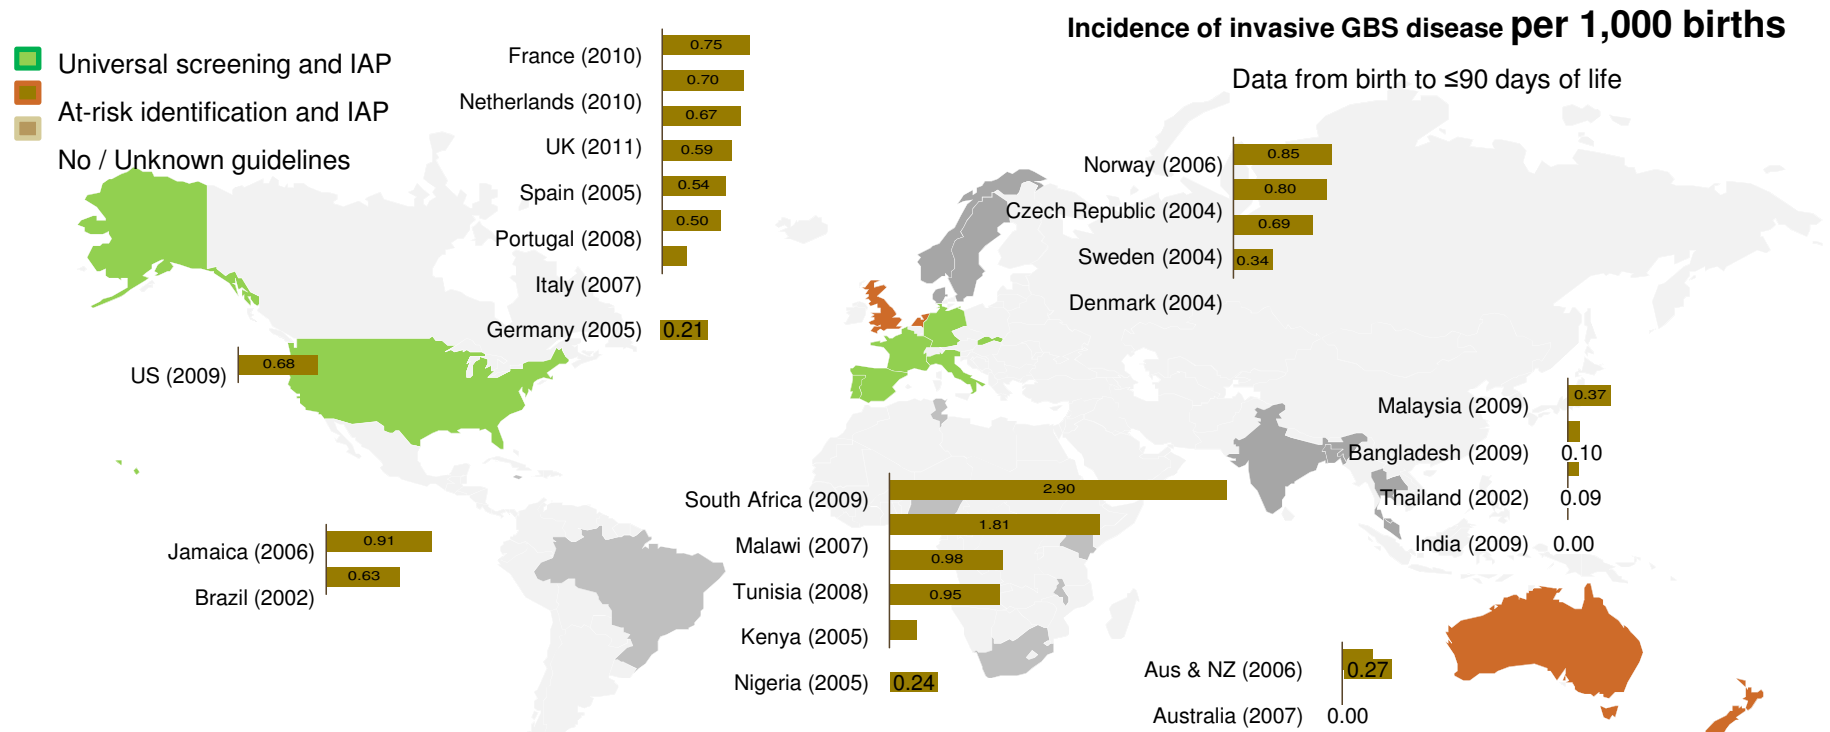 Incidence of invasive GBS disease per 1,000 births
Data from birth to ≤90 days of life
Universal screening and IAP
At-risk identification and IAP
No / Unknown guidelines
France (2010)
0.75
0.70
Netherlands (2010)
0.67
UK (2011)
0.59
Spain (2005)
0.54
0.50
Portugal (2008)
Italy (2007)
Germany (2005)
0.21
US (2009)
0.68
Norway (2006)
0.85
0.80
Czech Republic (2004)
0.69
Sweden (2004)
0.34
Denmark (2004)
Malaysia (2009)
0.37
Bangladesh (2009)
0.10
Thailand (2002)
0.09
India (2009)
0.00
Jamaica (2006)
0.91
0.63
Brazil (2002)
South Africa (2009)
2.90
1.81
Malawi (2007)
0.98
Tunisia (2008)
0.95
Kenya (2005)
Nigeria (2005)
0.24
Aus & NZ (2006)
0.27
Australia (2007)
0.00